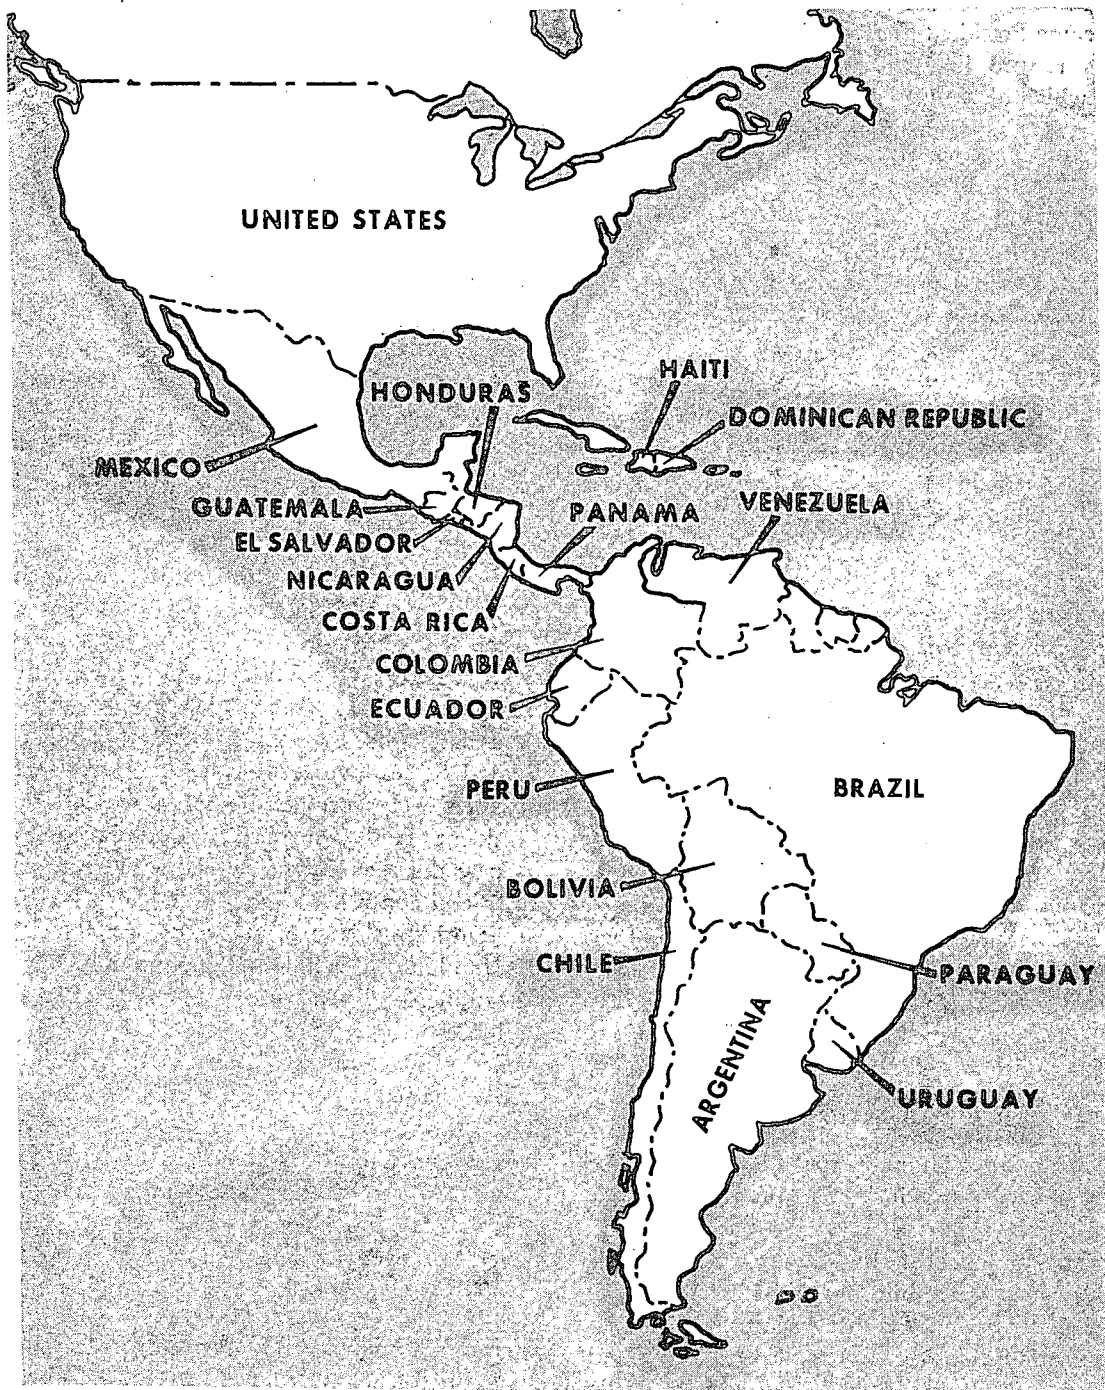 UNITED STATES
HAITI
HONDURAS
DOMINICAN REPUBLIC
MEXICO
GUATEMALA
PANAMA
VENEZUELA
EL SALVADOR
NICARAGUA
COSTA RICA
COLOMBIA
ECUADOR
PERU
BRAZIL
BOLIVIA
CHILE
PARAGUAY
ARGENTINA
URUGUAY